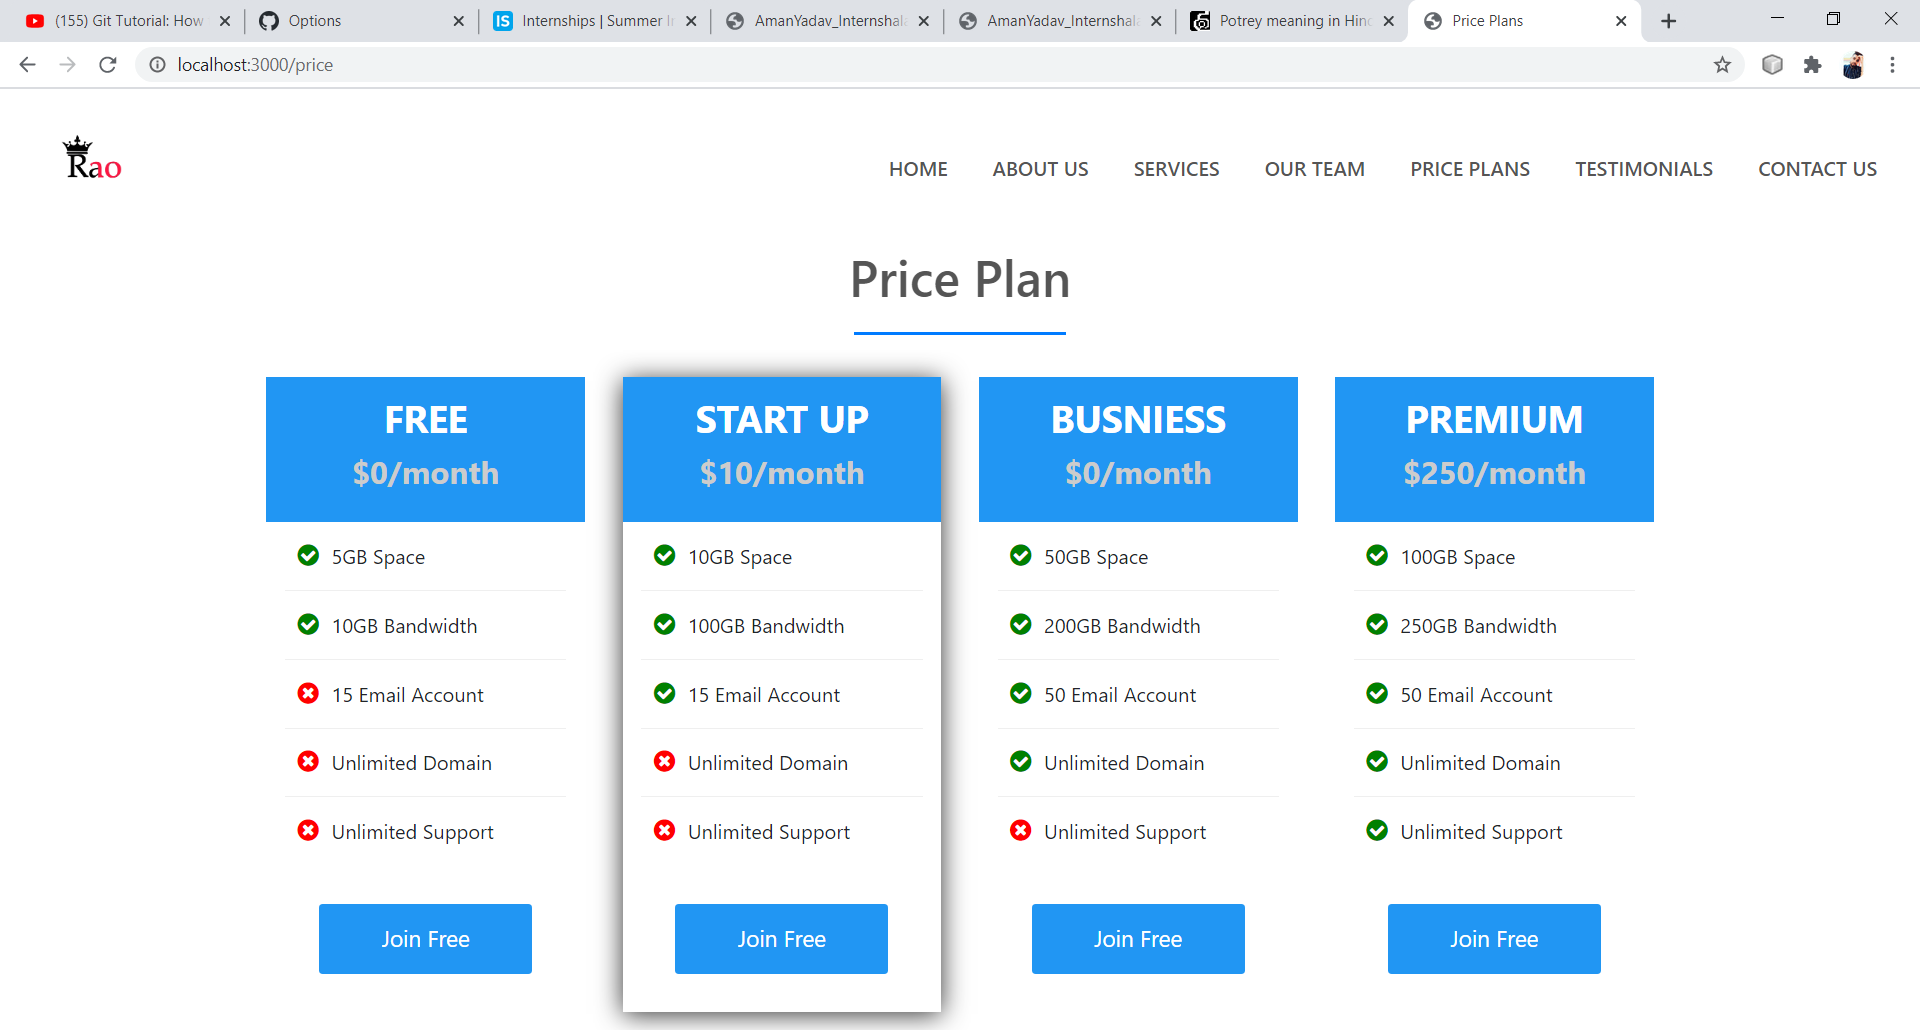 (155) Git Tutorial: How
Options
Internships | Summer I
AmanYadav_Internshal
AmanYadav_Internshal
Potrey meaning in Hin
Price Plans
localhost:3000/price
Rao
HOME ABOUT US SERVICES OUR TEAM PRICE PLANS TESTIMONIALS CONTACT US
Price Plan
FREE
$0/month
5GB Space
10GB Bandwidth
15 Email Account
Unlimited Domain
Unlimited Support
Join Free
START UP
$10/month
10GB Space
100GB Bandwidth
15 Email Account
Unlimited Domain
Unlimited Support
Join Free
BUSNIESS
$0/month
50GB Space
200GB Bandwidth
50 Email Account
Unlimited Domain
Unlimited Support
Join Free
PREMIUM
$250/month
100GB Space
250GB Bandwidth
50 Email Account
Unlimited Domain
Unlimited Support
Join Free